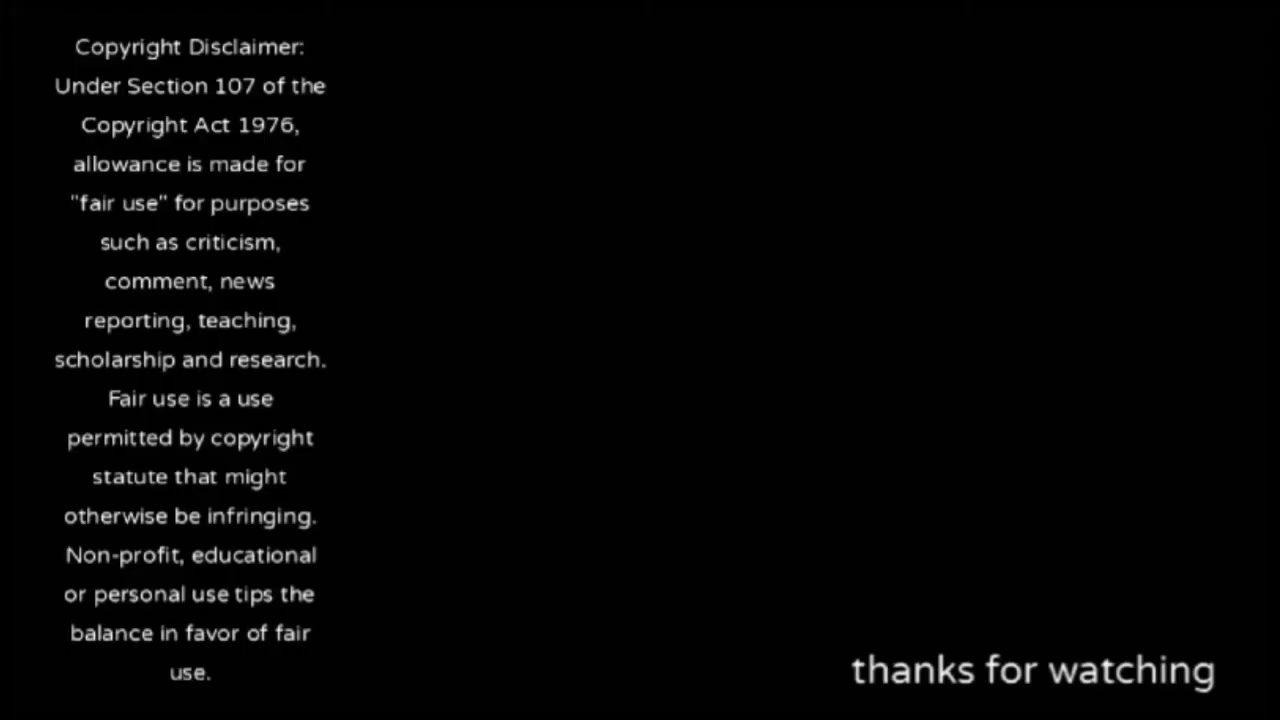 Copyright Disclaimer:
Under Section 107 of the
Copyright Act 1976,
allowance is made for
"fair use" for purposes
such as criticism,
comment, news
reporting, teaching,
scholarship and research.
Fair use is a use
permitted by copyright
statute that might
otherwise be infringing.
Non-profit, educational
or personal use tips the
balance in favor of fair
use.
thanks for watching